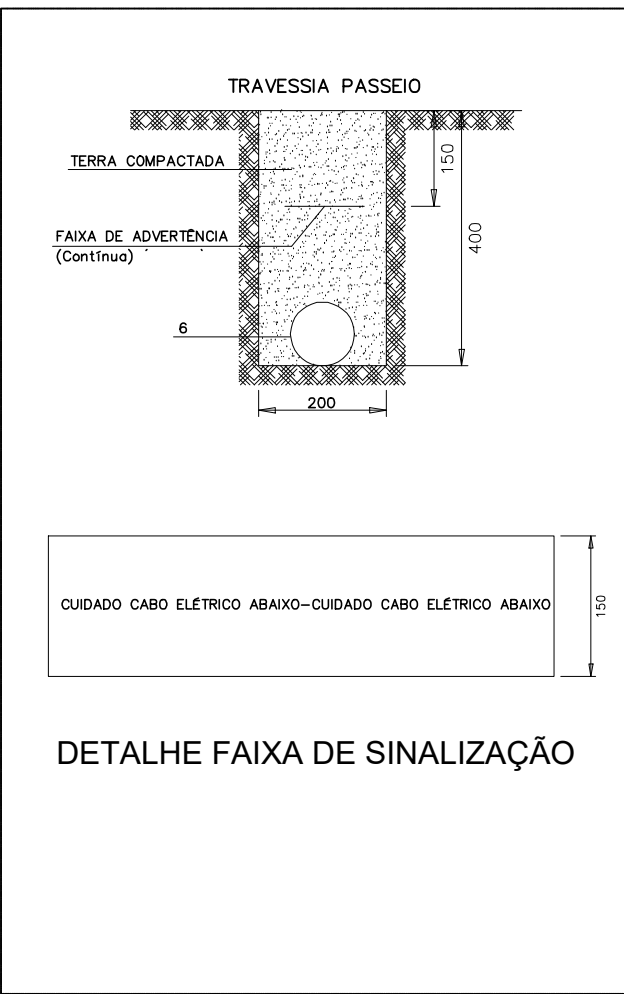 TRAVESSIA PASSEIO
TERRA COMPACTADA
150
FAIXA DE ADVERTÊNCIA
(Contínua)
400
6
200
CUIDADO CABO ELÉTRICO ABAIXO-CUIDADO CABO ELÉTRICO ABAIXO
150
DETALHE FAIXA DE SINALIZAÇÃO